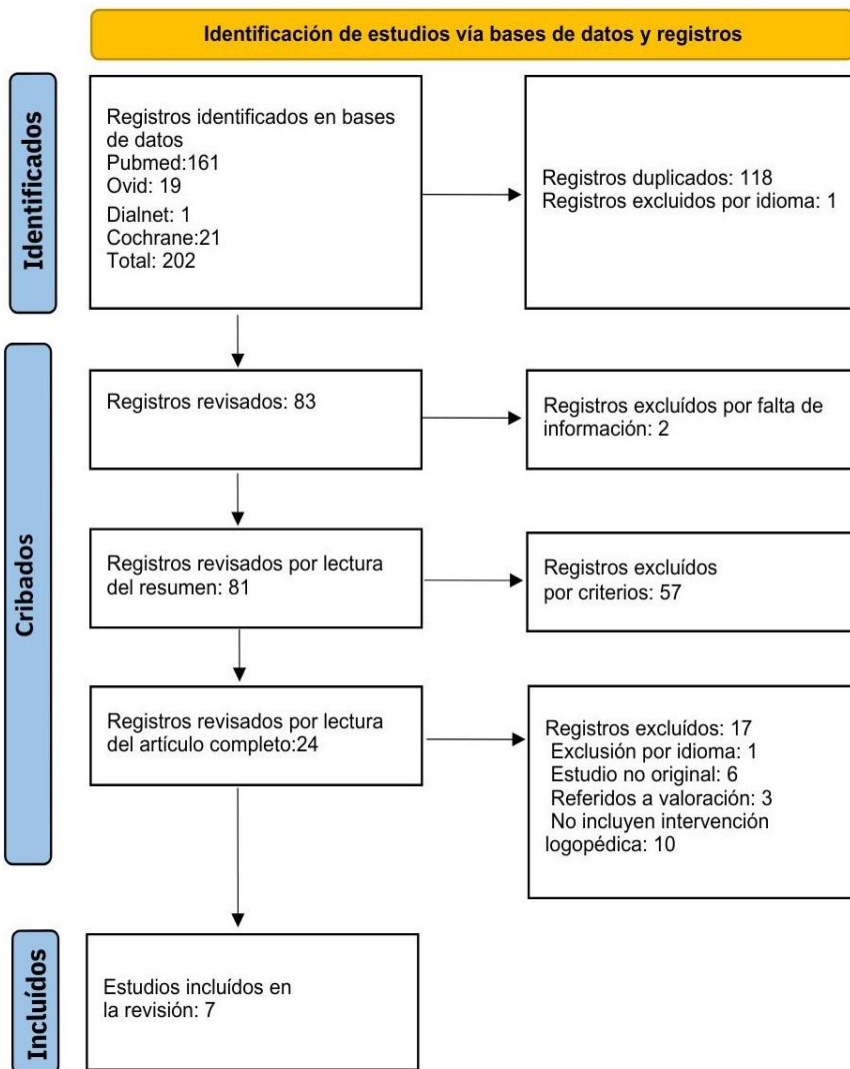 Identificación de estudios vía bases de datos y registros
Identificados
Registros identificados en bases
de datos
Pubmed:161
Ovid: 19
Dialnet: 1
Cochrane:21
Total: 202
Registros duplicados: 118
Registros excluidos por idioma: 1
Cribados
Registros revisados: 83
Registros excluídos por falta de
información: 2
Registros revisados por lectura
del resumen: 81
Registros excluídos
por criterios: 57
Registros revisados por lectura
del artículo completo:24
Registros excluídos: 17
Exclusión por idioma: 1
Estudio no original: 6
Referidos a valoración: 3
No incluyen intervención
logopédica: 10
Incluídos
Estudios incluídos en
la revisión: 7